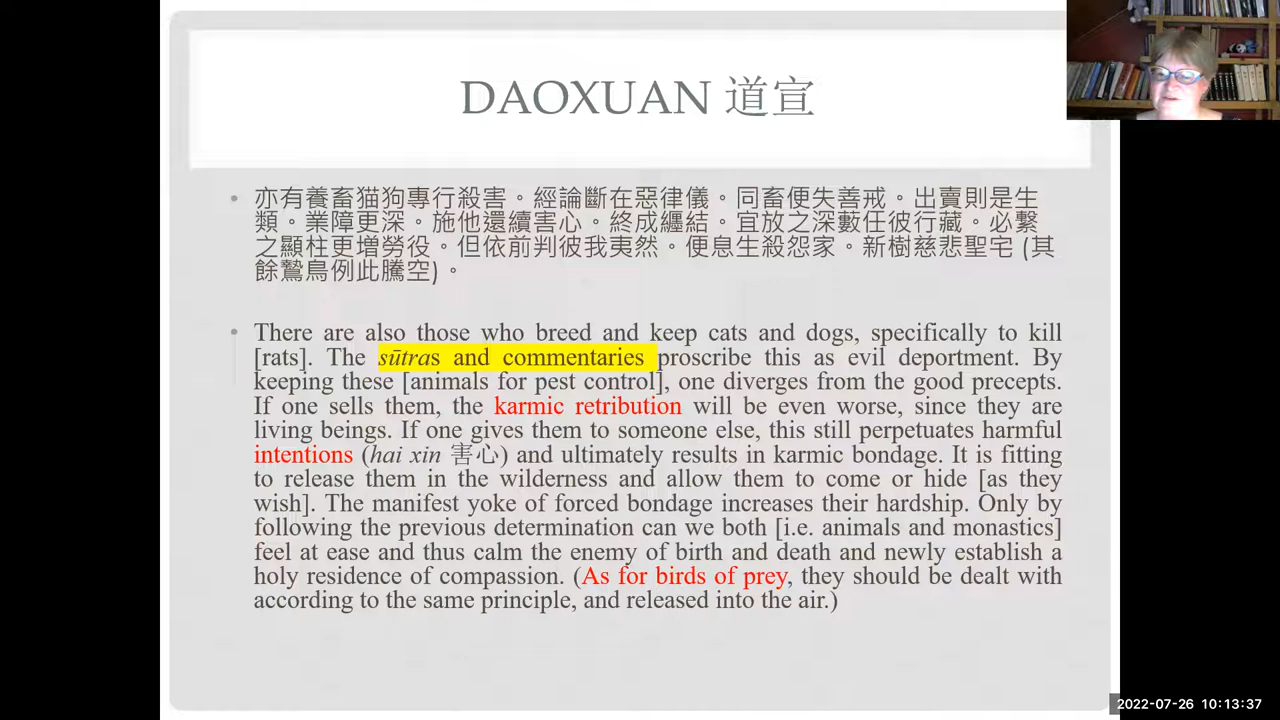 DAOXUAN 道宣
• 亦有養畜猫狗專行殺害。經論斷在惡律儀。同畜便失善戒。出賣則是生
類。業障更深。施他還續害心。終成纏結。宜放之深藪任彼行藏。必繫
之顯柱更增勞役。但依前判彼我夷然。便息生殺怨家。新樹慈悲聖宅 (其
餘鷙鳥例此騰空) 。
• There are also those who breed and keep cats and dogs, specifically to kill
[rats]. The sūtras and commentaries proscribe this as evil deportment. By
keeping these [animals for pest control], one diverges from the good precepts.
If one sells them, the karmic retribution will be even worse, since they are
living beings. If one gives them to someone else, this still perpetuates harmful
intentions (hai xin 害心) and ultimately results in karmic bondage. It is fitting
to release them in the wilderness and allow them to come or hide [as they
wish]. The manifest yoke of forced bondage increases their hardship. Only by
following the previous determination can we both [i.e. animals and monastics]
feel at ease and thus calm the enemy of birth and death and newly establish a
holy residence of compassion. (As for birds of prey, they should be dealt with
according to the same principle, and released into the air.)
2022-07-26 10:13:37